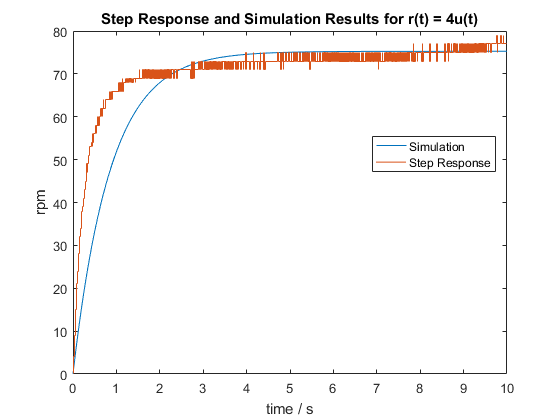 Step Response and Simulation Results for r(t) = 4u(t)
80
70
60
50
40
30
20
10
0
rpm
Simulation
Step Response
0 1 2 3 4 5 6 7 8 9 10
time / s